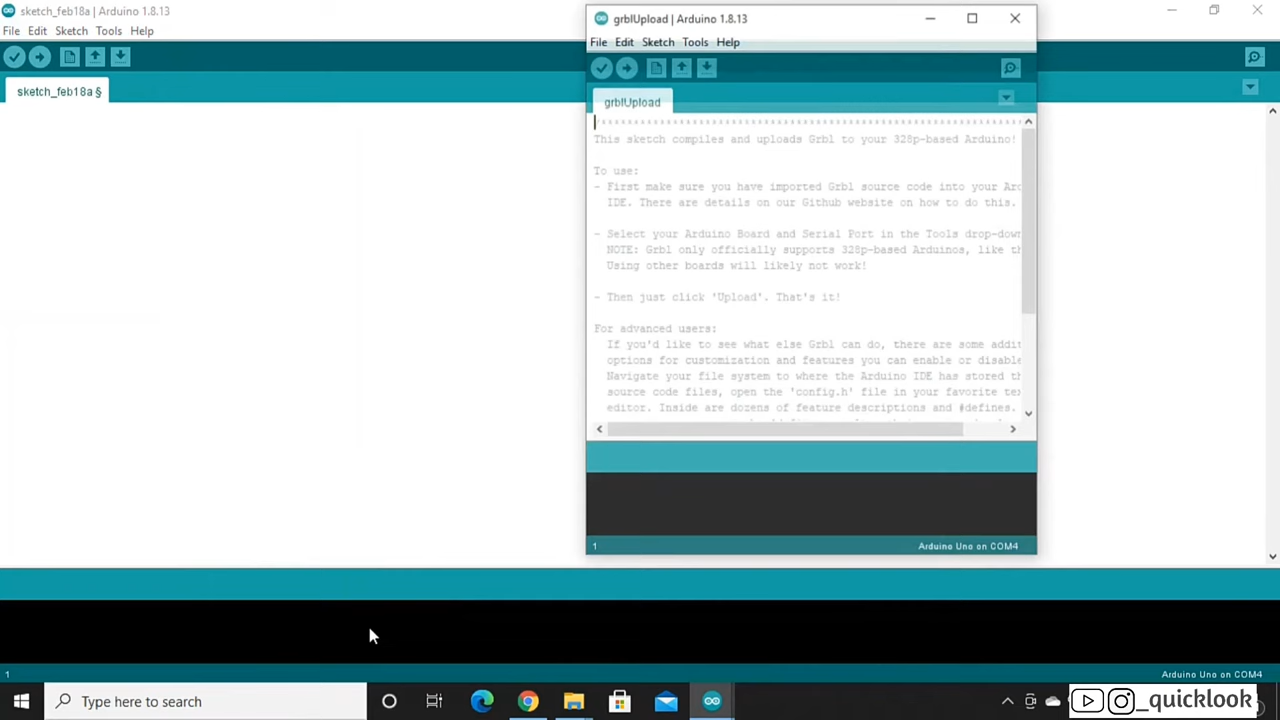 sketch_feb18a | Arduino 1.8.13
File Edit Sketch Tools Help
sketch_feb18a §
grblUpload | Arduino 1.8.13
File Edit Sketch Tools Help
grblUpload
This sketch compiles and uploads Grbl to your 328p-based Arduino!
To use:
- First make sure you have imported Grbl source code into your
IDE. There are details on our Github website on how to do this.
- Select your Arduino Board and Serial Port in the Tools drop-down
NOTE: Grbl only officially supports 328p-based Arduinos, like
Using other boards will likely not work!
- Then just click 'Upload'. That's it!
For advanced users:
If you'd like to see what else Grbl can do, there are some
options for customization and features you can enable or disable
Navigate your file system to where the Arduino IDE has stored
source code files, open the 'config.h' file in your favorite
editor. Inside are dozens of feature descriptions and #defines.
1
Arduino Uno on COM4
1
Arduino Uno on COM4
Type here to search
_quicklook